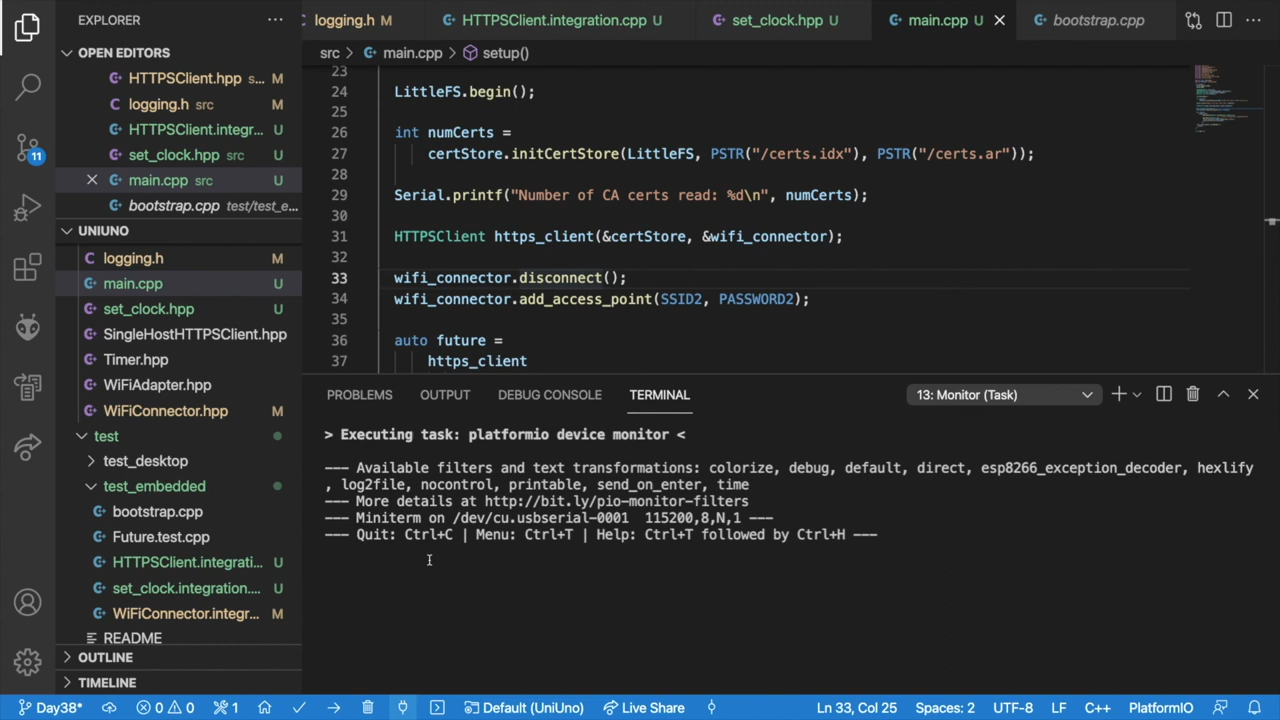 EXPLORER
OPEN EDITORS
HTTPSClient.hpp s... M
logging.h src M
HTTPSClient.integr... U
set_clock.hpp src U
main.cpp src U
bootstrap.cpp test/test_e...
UNIUNO
logging.h M
main.cpp U
set_clock.hpp U
SingleHostHTTPSClient.hpp
Timer.hpp
WiFiAdapter.hpp
WiFiConnector.hpp M
test
test_desktop
test_embedded
bootstrap.cpp
Future.test.cpp
HTTPSClient.integrati... U
set_clock.integration.... U
WiFiConnector.integr... M
README
OUTLINE
TIMELINE
11
logging.h M HTTPSClient.integration.cpp U set_clock.hpp U main.cpp U bootstrap.cpp
src > main.cpp > setup()
23
24 LittleFS.begin();
25
26 int numCerts =
27 certStore.initCertStore(LittleFS, PSTR("/certs.idx"), PSTR("/certs.ar"));
28
29 Serial.printf("Number of CA certs read: %d\n", numCerts);
30
31 HTTPSClient https_client(&certStore, &wifi_connector);
32
33 wifi_connector.disconnect();
34 wifi_connector.add_access_point(SSID2, PASSWORD2);
35
36 auto future =
37 https_client
PROBLEMS OUTPUT DEBUG CONSOLE TERMINAL 13: Monitor (Task)
> Executing task: platformio device monitor <
--- Available filters and text transformations: colorize, debug, default, direct, esp8266_exception_decoder, hexlify
, log2file, nocontrol, printable, send_on_enter, time
--- More details at http://bit.ly/pio-monitor-filters
--- Miniterm on /dev/cu.usbserial-0001  115200,8,N,1 ---
--- Quit: Ctrl+C | Menu: Ctrl+T | Help: Ctrl+T followed by Ctrl+H ---
Day38* 0 0 1 Default (UniUno) Live Share Ln 33, Col 25 Spaces: 2 UTF-8 LF C++ PlatformIO